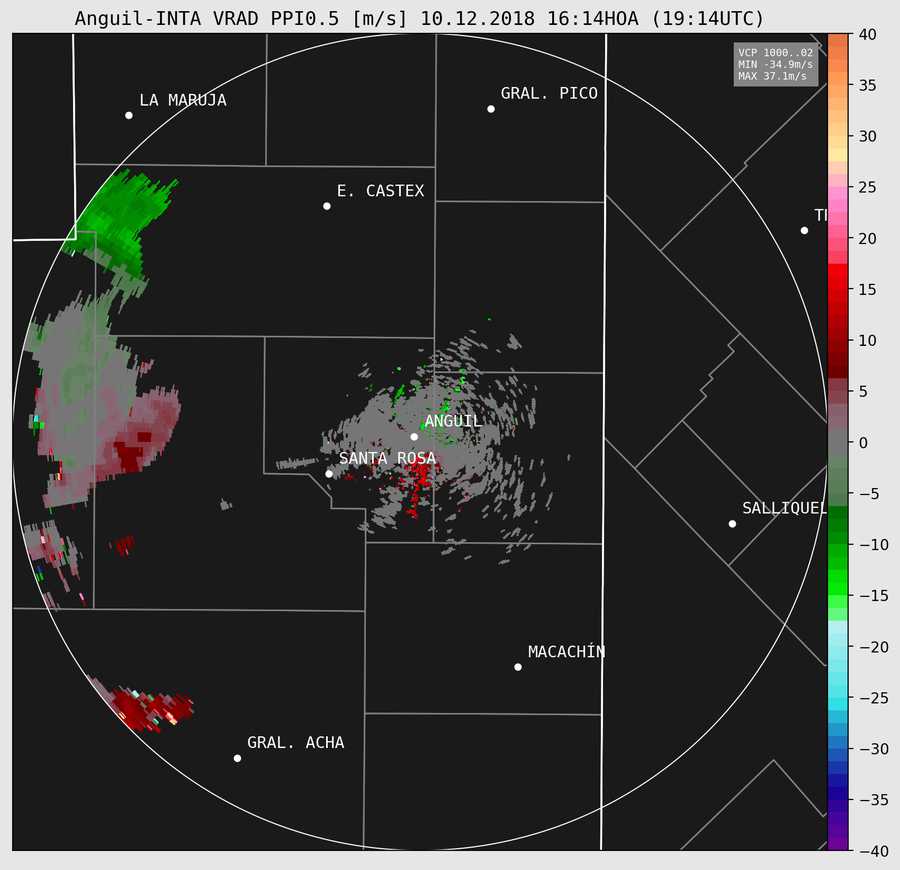 Anguil-INTA VRAD PPI0.5 [m/s] 10.12.2018 16:14HOA (19:14UTC)
VCP 1000..02
MIN -34.9m/s
MAX 37.1m/s
LA MARUJA
GRAL. PICO
E. CASTEX
ANGUIL
SANTA ROSA
SALLIQUEL
MACACHÍN
GRAL. ACHA
40
35
30
25
20
15
10
5
0
−5
−10
−15
−20
−25
−30
−35
−40